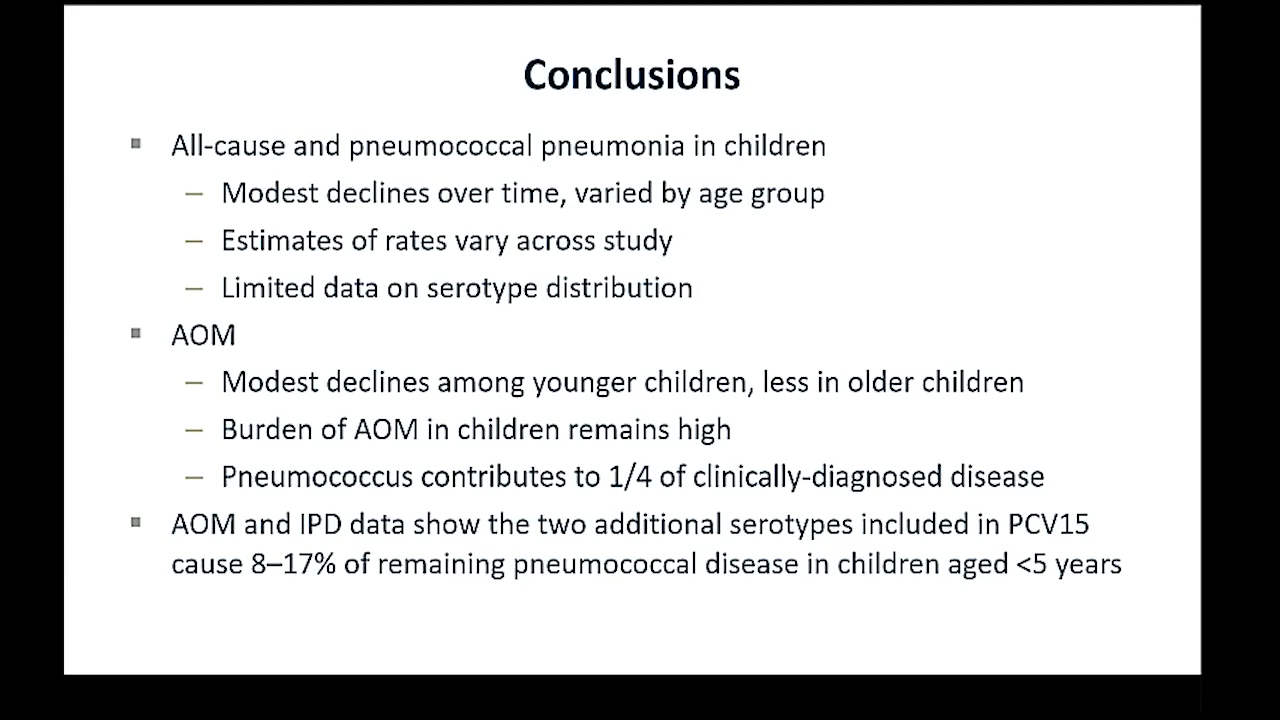 Conclusions
▪ All-cause and pneumococcal pneumonia in children
– Modest declines over time, varied by age group
– Estimates of rates vary across study
– Limited data on serotype distribution
▪ AOM
– Modest declines among younger children, less in older children
– Burden of AOM in children remains high
– Pneumococcus contributes to 1/4 of clinically-diagnosed disease
▪ AOM and IPD data show the two additional serotypes included in PCV15
cause 8–17% of remaining pneumococcal disease in children aged <5 years